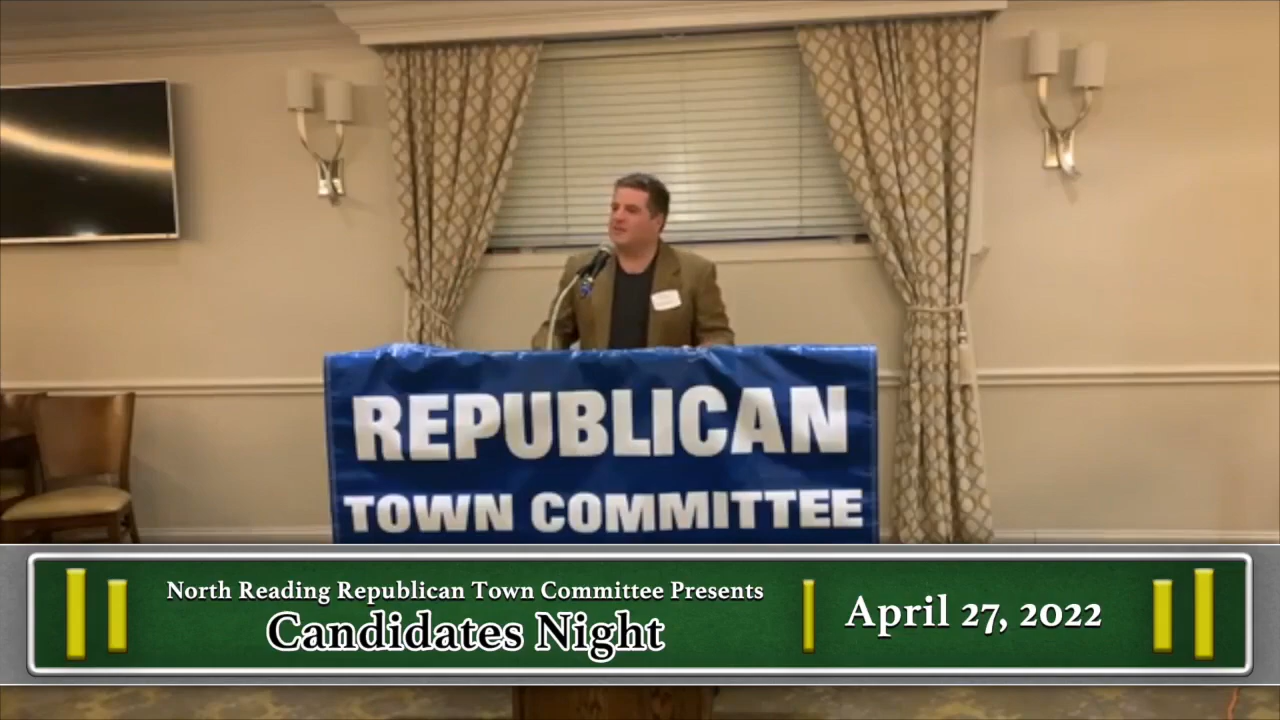 REPUBLICAN
TOWN COMMITTEE
North Reading Republican Town Committee Presents
Candidates Night
April 27, 2022